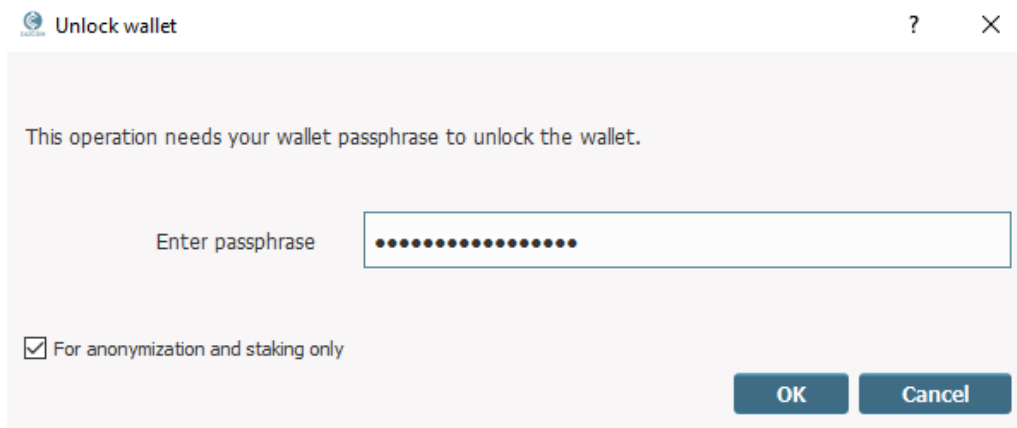 Unlock wallet
?
This operation needs your wallet passphrase to unlock the wallet.
Enter passphrase
•••••••••••••••••
For anonymization and staking only
OK
Cancel